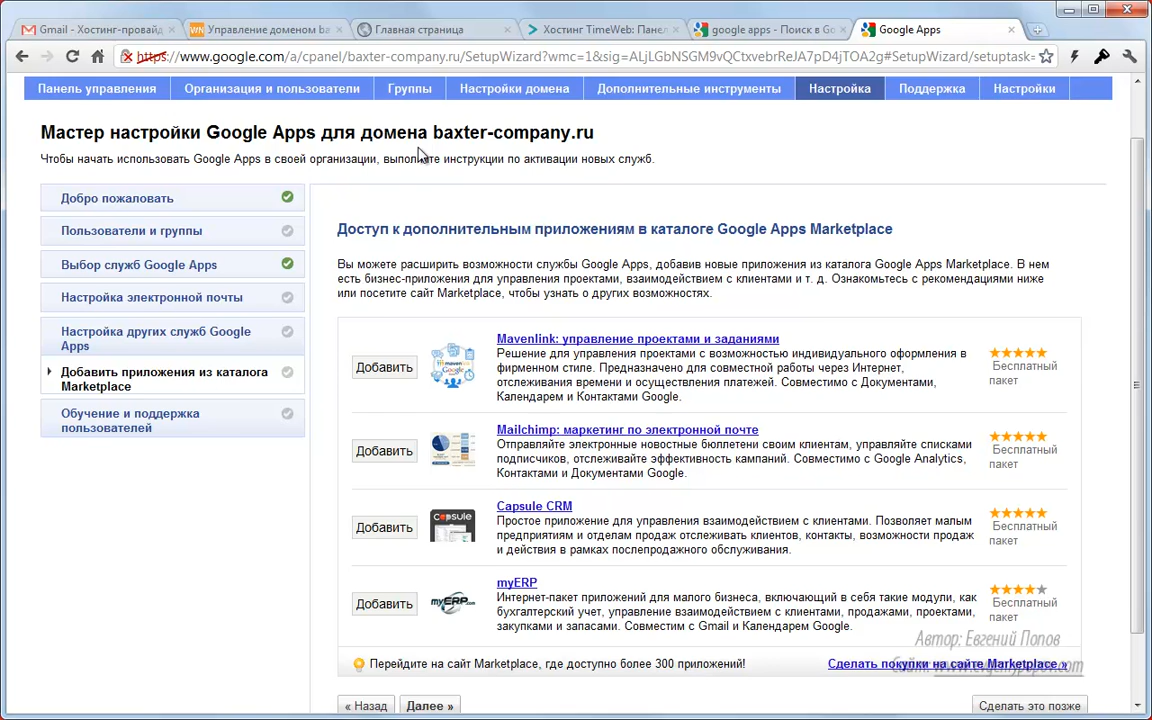 Gmail - Хостинг-провайд
Управление доменом ba
Главная страница
Хостинг TimeWeb: Панел
google apps - Поиск в Go
Google Apps
https://www.google.com/a/cpanel/baxter-company.ru/SetupWizard?wmc=1&sig=ALGbNSGM9vQCtxvebrReJA7pD4jTOA2g#SetupWizard/setuptask=
Панель управления
Организация и пользователи
Группы
Настройки домена
Дополнительные инструменты
Настройка
Поддержка
Настройки
Мастер настройки Google Apps для домена baxter-company.ru
Чтобы начать использовать Google Apps в своей организации, выполните инструкции по активации новых служб.
Добро пожаловать
Пользователи и группы
Выбор служб Google Apps
Настройка электронной почты
Настройка других служб Google
Apps
Добавить приложения из каталога
Marketplace
Обучение и поддержка
пользователей
Доступ к дополнительным приложениям в каталоге Google Apps Marketplace
Вы можете расширить возможности службы Google Apps, добавив новые приложения из каталога Google Apps Marketplace. В нем
есть бизнес-приложения для управления проектами, взаимодействием с клиентами и т. д. Ознакомьтесь с рекомендациями ниже
или посетите сайт Marketplace, чтобы узнать о других возможностях.
Добавить
Mavenlink: управление проектами и заданиями
Решение для управления проектами с возможностью индивидуального оформления в
фирменном стиле. Предназначено для совместной работы через Интернет,
отслеживания времени и осуществления платежей. Совместимо с Документами,
Календарем и Контактами Google.
Бесплатный
пакет
Добавить
Mailchimp: маркетинг по электронной почте
Отправляйте электронные новостные бюллетени своим клиентам, управляйте списками
подписчиков, отслеживайте эффективность кампаний. Совместимо с Google Analytics,
Контактами и Документами Google.
Бесплатный
пакет
Добавить
capsule
Capsule CRM
Простое приложение для управления взаимодействием с клиентами. Позволяет малым
предприятиям и отделам продаж отслеживать клиентов, контакты, возможности продаж
и действия в рамках послепродажного обслуживания.
Бесплатный
пакет
Добавить
myERP.com
myERP
Интернет-пакет приложений для малого бизнеса, включающий в себя такие модули, как
бухгалтерский учет, управление взаимодействием с клиентами, продажами, проектами,
закупками и запасами. Совместим с Gmail и Календарем Google.
Бесплатный
пакет
Автор: Евгений Попов
Перейдите на сайт Marketplace, где доступно более 300 приложений!
Сделать покупки на сайте Marketplace »
Сайт: www.evgeniypopov.com
« Назад
Далее »
Сделать это позже